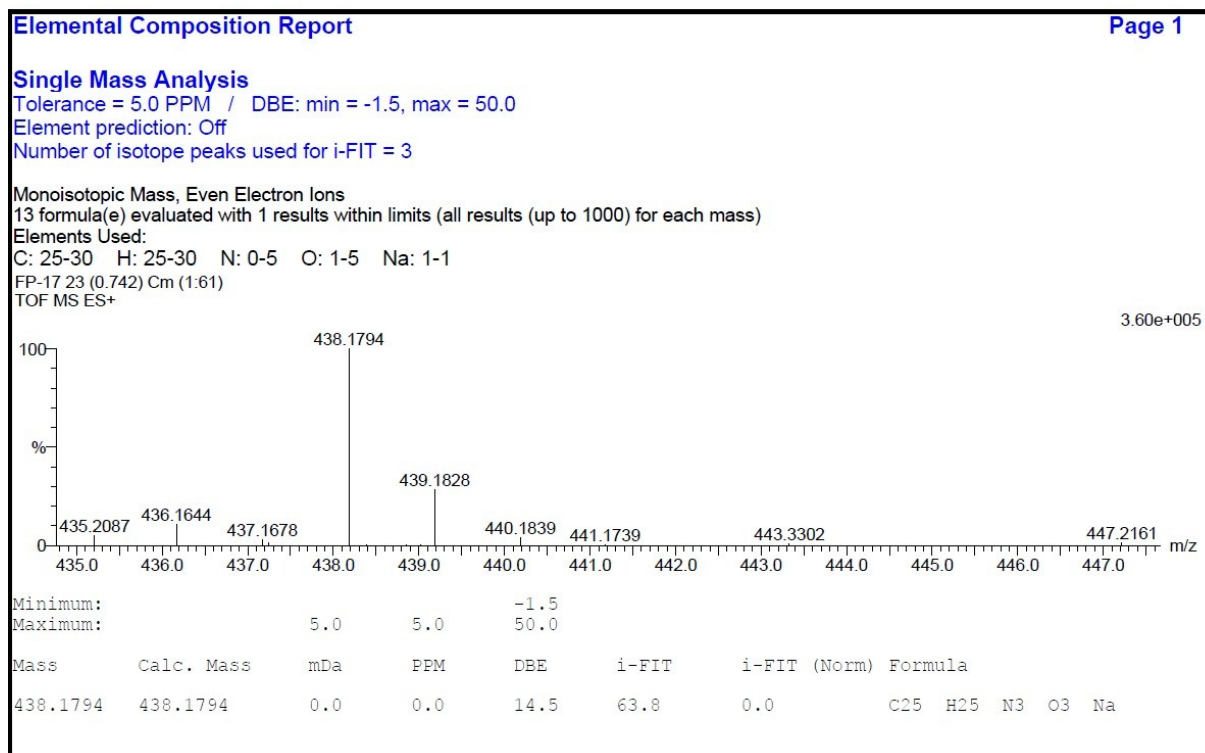 Elemental Composition Report Page 1
Single Mass Analysis
Tolerance = 5.0 PPM / DBE: min = -1.5, max = 50.0
Element prediction: Off
Number of isotope peaks used for i-FIT = 3
Monoisotopic Mass, Even Electron Ions
13 formula(e) evaluated with 1 results within limits (all results (up to 1000) for each mass)
Elements Used:
C: 25-30 H: 25-30 N: 0-5 O: 1-5 Na: 1-1
FP-17 23 (0.742) Cm (1:61)
TOF MS ES+
3.60e+005
100
438.1794
%
439.1828
435.2087 436.1644 437.1678 440.1839 441.1739 443.3302 447.2161
0
m/z
435.0 436.0 437.0 438.0 439.0 440.0 441.0 442.0 443.0 444.0 445.0 446.0 447.0
Minimum: -1.5
Maximum: 5.0 5.0 50.0
Mass Calc. Mass mDa PPM DBE i-FIT i-FIT (Norm) Formula
438.1794 438.1794 0.0 0.0 14.5 63.8 0.0 C25 H25 N3 O3 Na